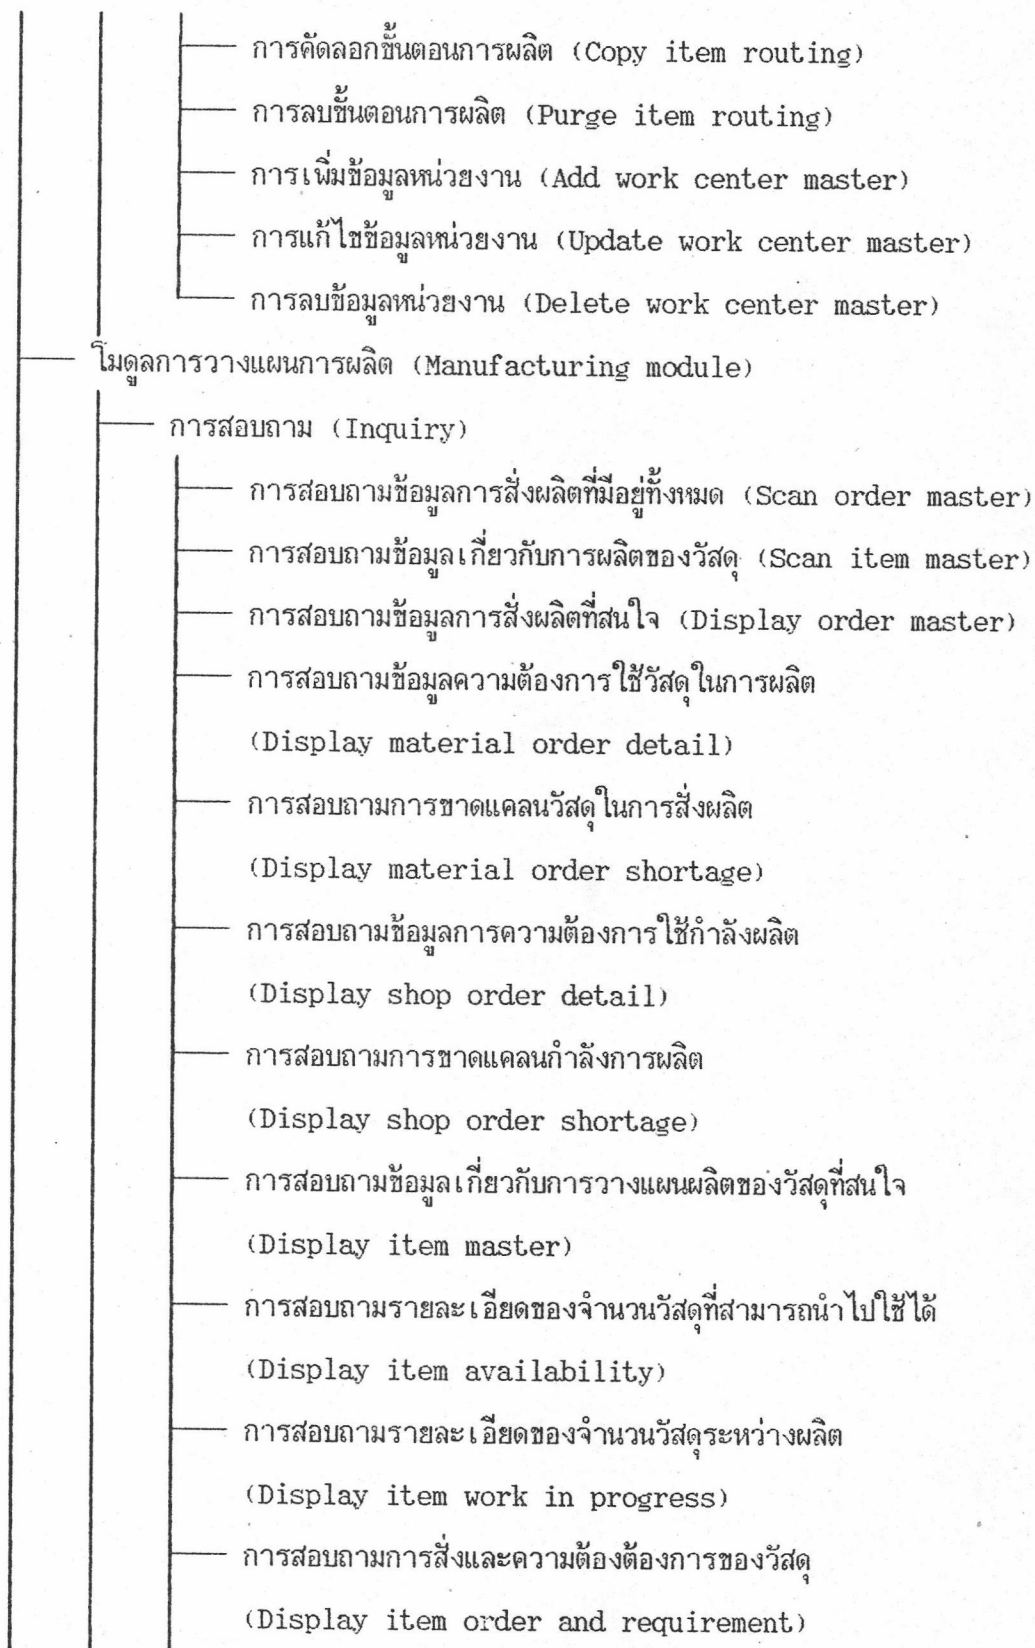 การคัดลอกขั้นตอนการผลิต (Copy item routing)
การลบขั้นตอนการผลิต (Purge item routing)
การเพิ่มข้อมูลหน่วยงาน (Add work center master)
การแก้ไขข้อมูลหน่วยงาน (Update work center master)
การลบข้อมูลหน่วยงาน (Delete work center master)
โมดูลการวางแผนการผลิต (Manufacturing module)
การสอบถาม (Inquiry)
การสอบถามข้อมูลการสั่งผลิตที่มีอยู่ทั้งหมด (Scan order master)
การสอบถามข้อมูลเกี่ยวกับการผลิตของวัสดุ (Scan item master)
การสอบถามข้อมูลการสั่งผลิตที่สนใจ (Display order master)
การสอบถามข้อมูลความต้องการใช้วัสดุในการผลิต
(Display material order detail)
การสอบถามการขาดแคลนวัสดุในการสั่งผลิต
(Display material order shortage)
การสอบถามข้อมูลการความต้องการใช้กำลังผลิต
(Display shop order detail)
การสอบถามการขาดแคลนกำลังการผลิต
(Display shop order shortage)
การสอบถามข้อมูลเกี่ยวกับการวางแผนผลิตของวัสดุที่สนใจ
(Display item master)
การสอบถามรายละเอียดของจำนวนวัสดุที่สามารถนำไปใช้ได้
(Display item availability)
การสอบถามรายละเอียดของจำนวนวัสดุระหว่างผลิต
(Display item work in progress)
การสอบถามการสั่งและความต้องต้องการของวัสดุ
(Display item order and requirement)